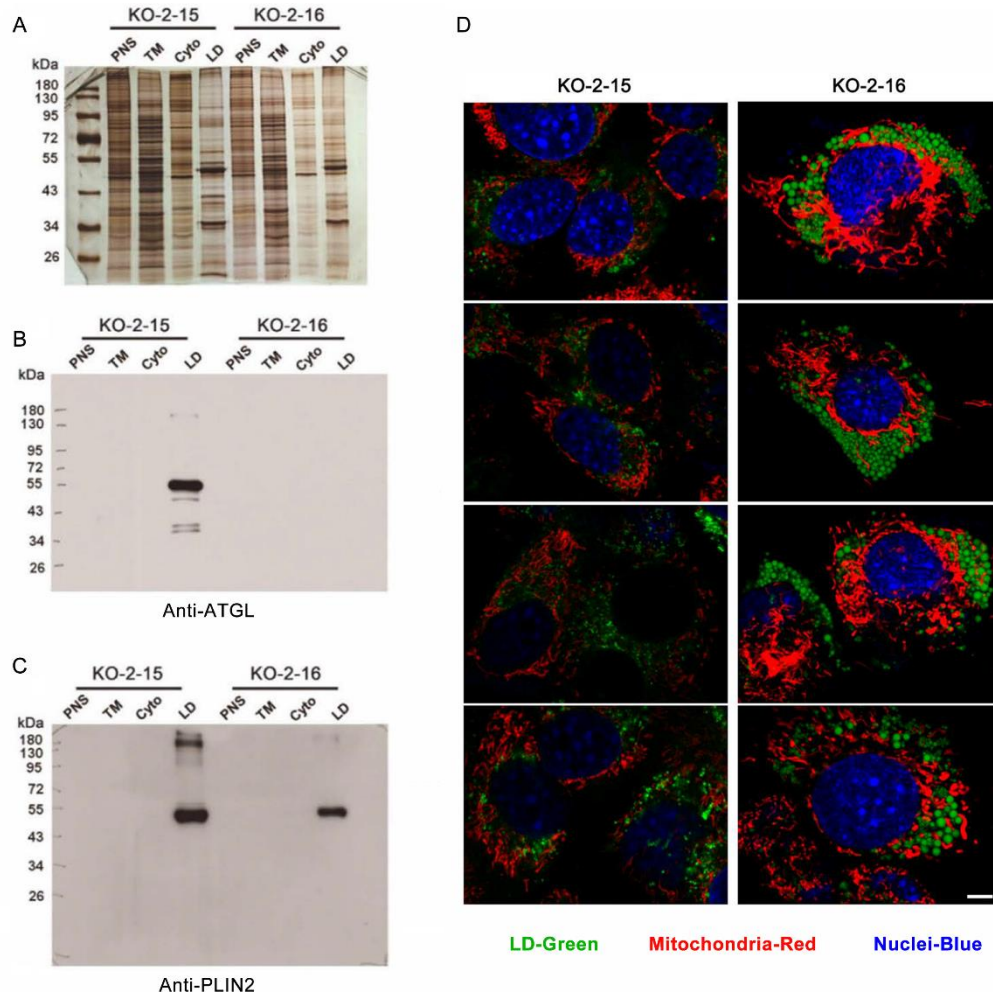 A
KO-2-15 KO-2-16
PNS TM Cyto LD PNS TM Cyto LD
kDa
180
130
95
72
55
43
34
26
B
KO-2-15 KO-2-16
PNS TM Cyto LD PNS TM Cyto LD
kDa
180
130
95
72
55
43
34
26
Anti-ATGL
C
KO-2-15 KO-2-16
PNS TM Cyto LD PNS TM Cyto LD
kDa
180
130
95
72
55
43
34
26
Anti-PLIN2
D
KO-2-15 KO-2-16
LD-Green Mitochondria-Red Nuclei-Blue